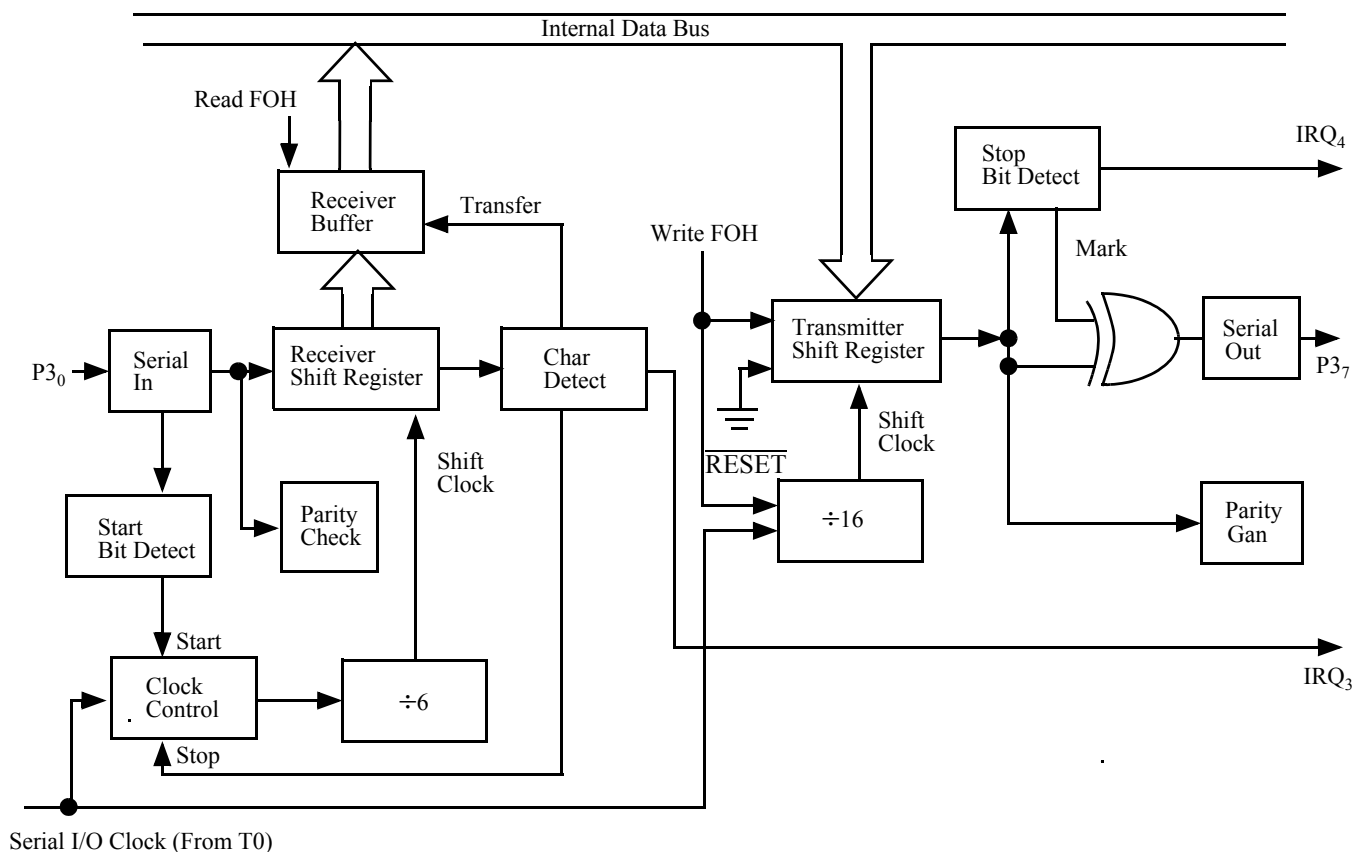 Internal Data Bus
Read FOH
IRQ4
Stop
Bit Detect
Receiver
Buffer
Transfer
Write FOH
Mark
Transmitter
Shift Register
Serial
Out
P30
Serial
In
Receiver
Shift Register
Char
Detect
P37
Shift
Clock
RESET
Shift
Clock
Start
Bit Detect
Parity
Check
÷16
Parity
Gan
Start
Clock
Control
÷6
IRQ3
Stop
Serial I/O Clock (From T0)